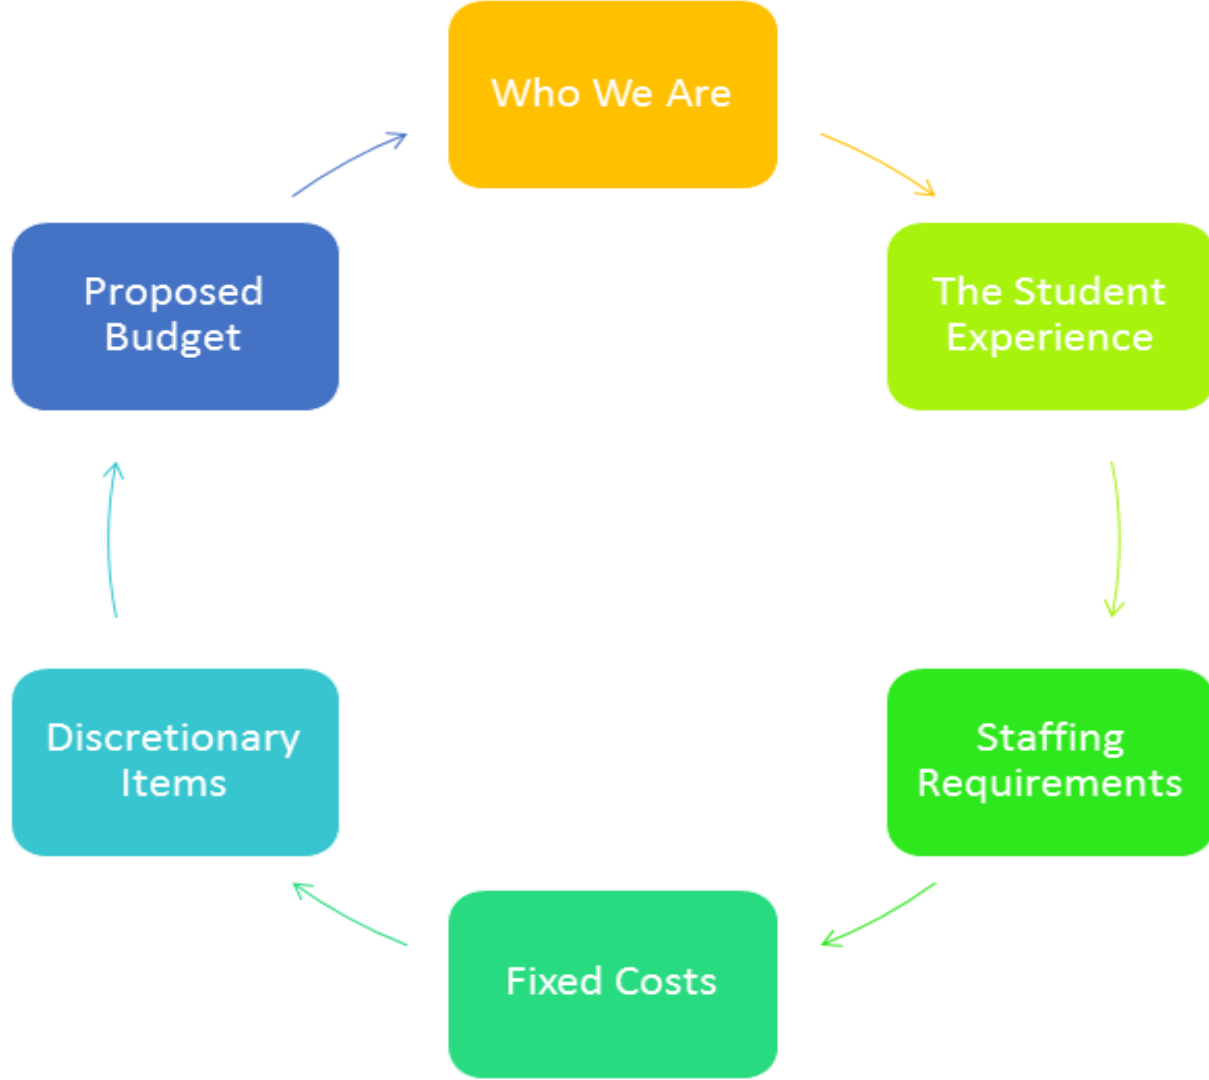 Who We Are
The Student
Experience
Staffing
Requirements
Fixed Costs
Discretionary
Items
Proposed
Budget